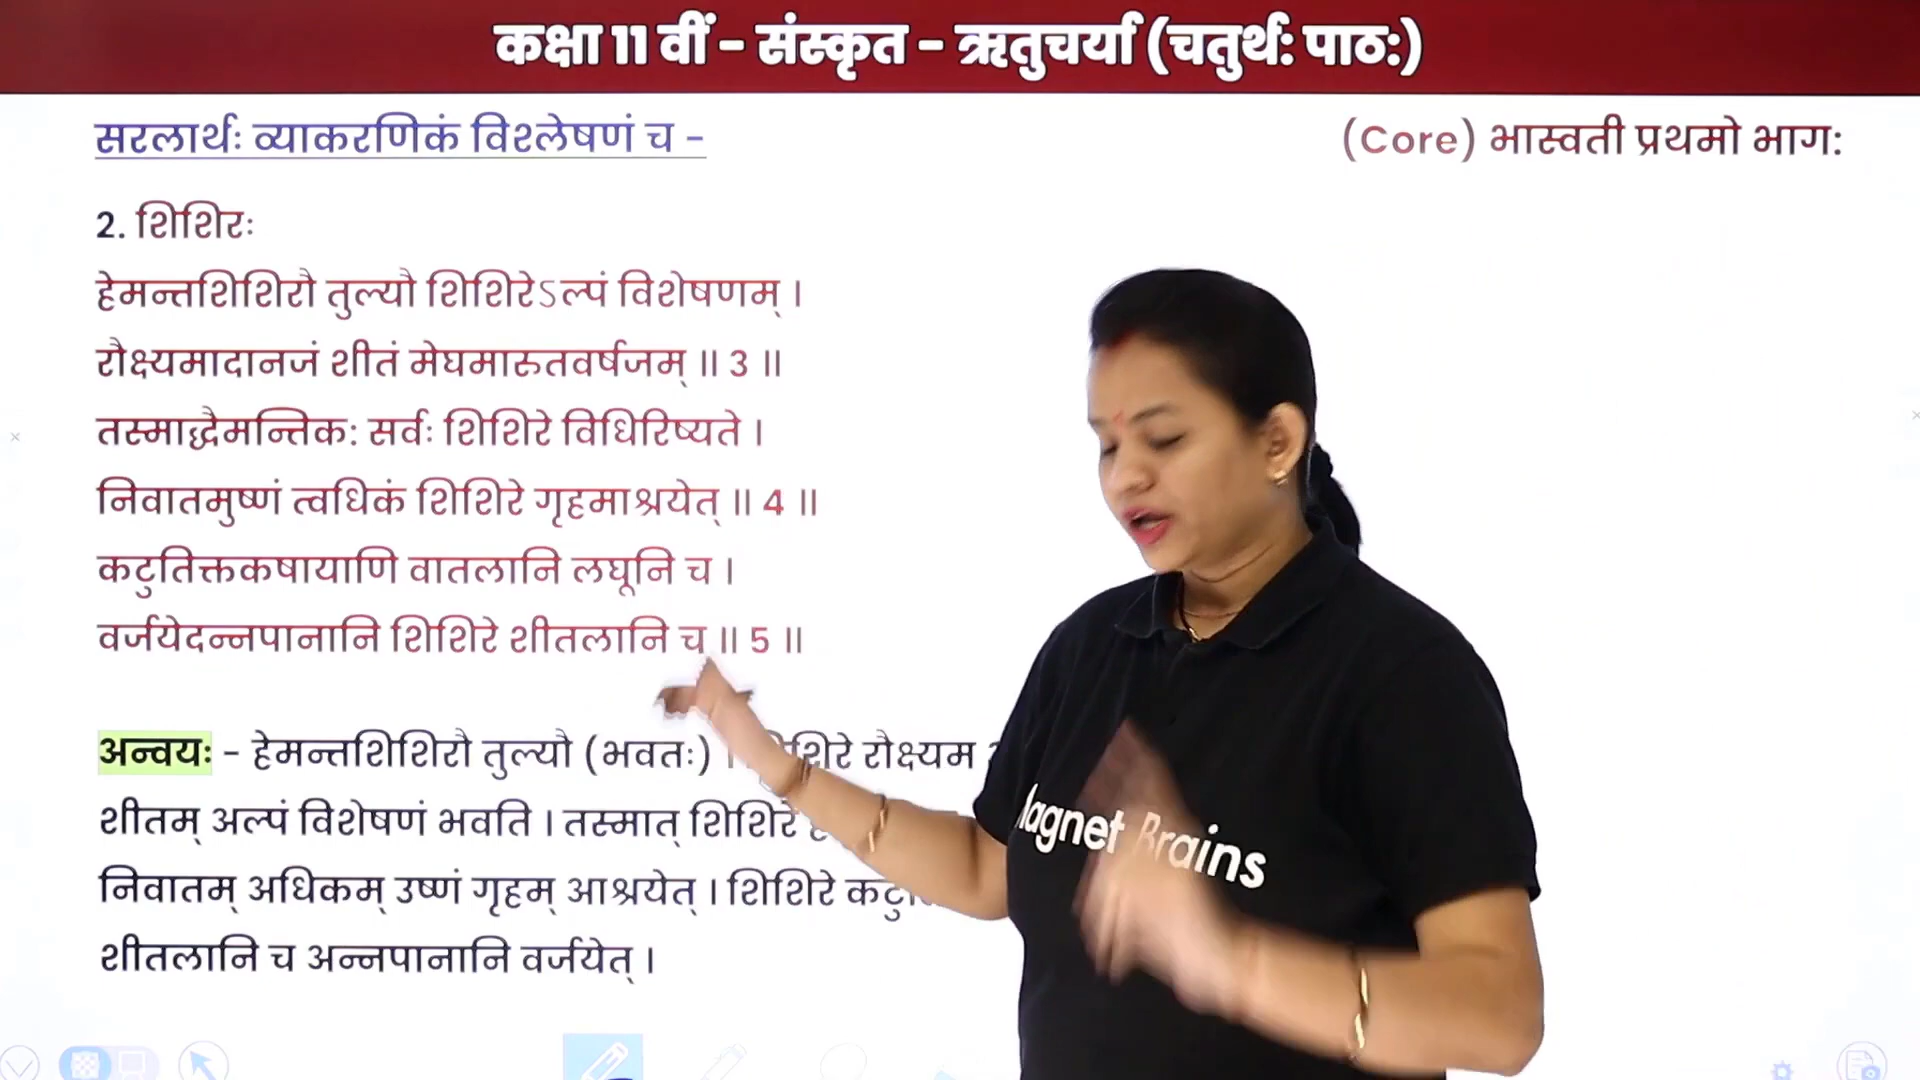 कक्षा 11 वीं - संस्कृत - ऋतुचर्या (चतुर्थ: पाठ:)
सरलार्थः व्याकरणिकं विश्लेषणं च -
(Core) भास्वती प्रथमो भाग:
2. शिशिरः
हेमन्तशिशिरौ तुल्यौ शिशिरेऽल्पं विशेषणम् ।
रौक्ष्यमादानजं शीतं मेघमारुतवर्षजम् ॥ 3 ॥
तस्माद्धैमन्तिक: सर्वः शिशिरे विधिरिष्यते ।
निवातमुष्णं त्वधिकं शिशिरे गृहमाश्रयेत् ॥ 4 ॥
कटुतिक्तकषायाणि वातलानि लघूनि च ।
वर्जयेदन्नपानानि शिशिरे शीतलानि च ॥ 5 ॥
अन्वयः - हेमन्तशिशिरौ तुल्यौ (भवतः) । शिशिरे रौक्ष्यम
शीतम् अल्पं विशेषणं भवति । तस्मात् शिशिरे
निवातम् अधिकम् उष्णं गृहम् आश्रयेत् । शिशिरे
शीतलानि च अन्नपानानि वर्जयेत् ।
Magnet Brains